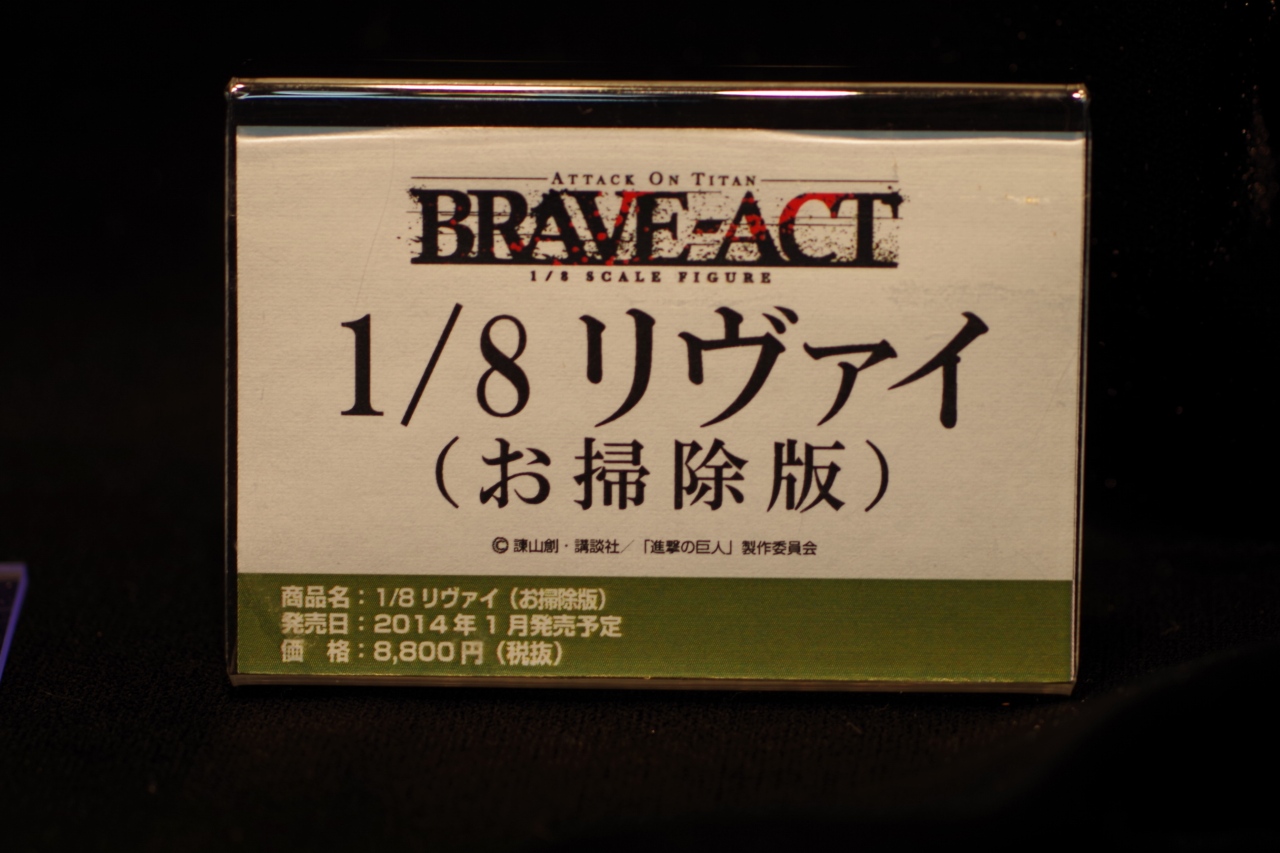 ATTACK ON TITAN
BRAVE-ACT
1/8 SCALE FIGURE
1/8 リヴァイ
（お掃除版）
© 諫山創・講談社／「進撃の巨人」製作委員会
商品名：1/8 リヴァイ（お掃除版）
発売日：2014年1月発売予定
価　格：8,800円（税抜）